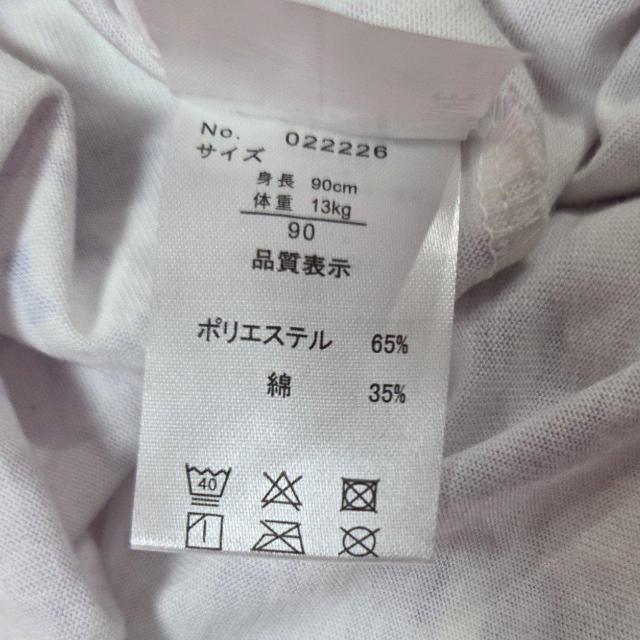 No. 022226
サイズ
身長 90cm
体重 13kg
90
品質表示
ポリエステル 65%
綿 35%
40